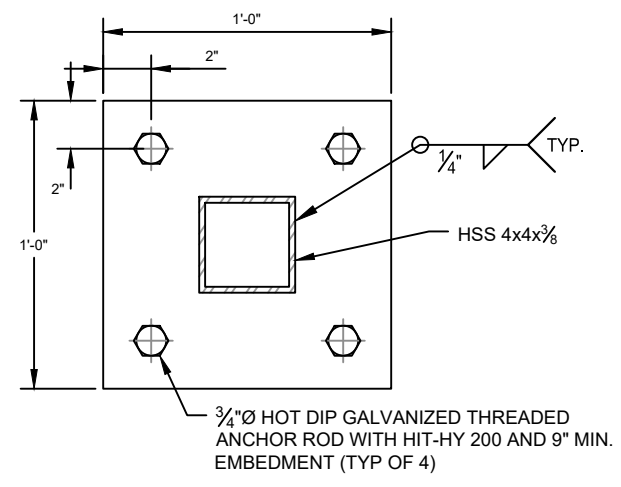 1'-0"
2"
2"
1'-0"
1/4"
TYP.
HSS 4x4x3/8
3/4"Ø HOT DIP GALVANIZED THREADED
ANCHOR ROD WITH HIT-HY 200 AND 9" MIN.
EMBEDMENT (TYP OF 4)